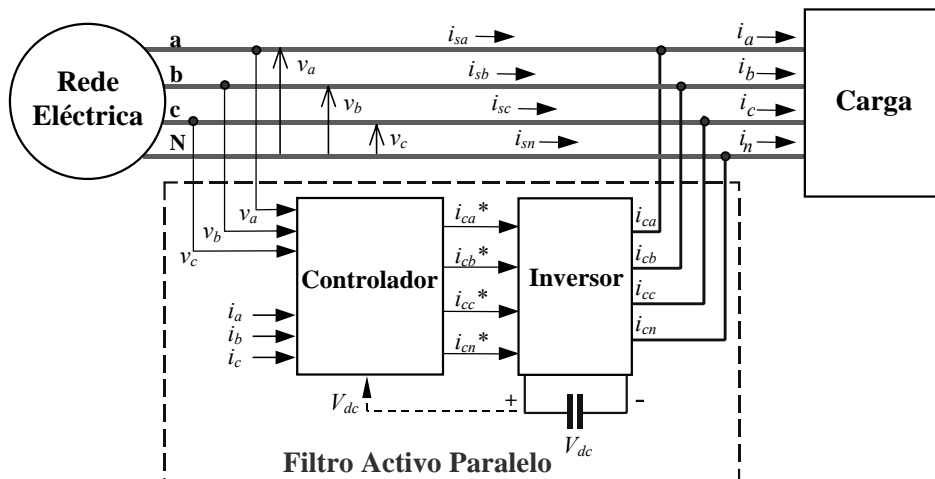 Rede
Eléctrica
a
b
c
N
v_a
v_b
v_c
i_sa
i_sb
i_sc
i_sn
i_a
i_b
i_c
i_n
Carga
v_a
v_b
v_c
i_a
i_b
i_c
Controlador
i_ca*
i_cb*
i_cc*
i_cn*
Inversor
i_ca
i_cb
i_cc
i_cn
V_dc
+
-
V_dc
Filtro Activo Paralelo